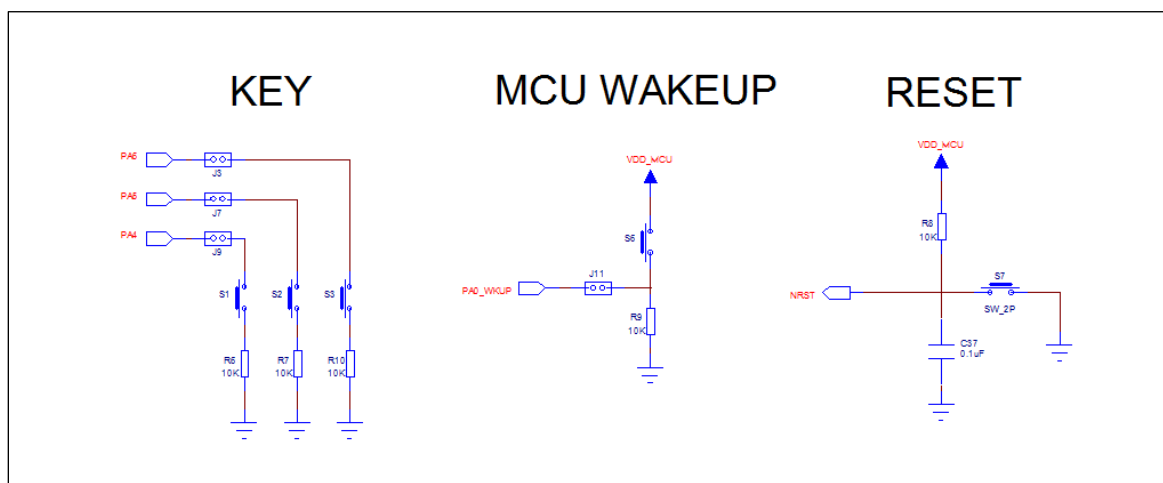 KEY
PA6
J3
PA5
J7
PA4
J9
S1
S2
S3
R6
10K
R7
10K
R10
10K
MCU WAKEUP
VDD_MCU
S6
J11
PA0_WKUP
R9
10K
RESET
VDD_MCU
R8
10K
S7
NRST
SW_2P
C37
0.1uF